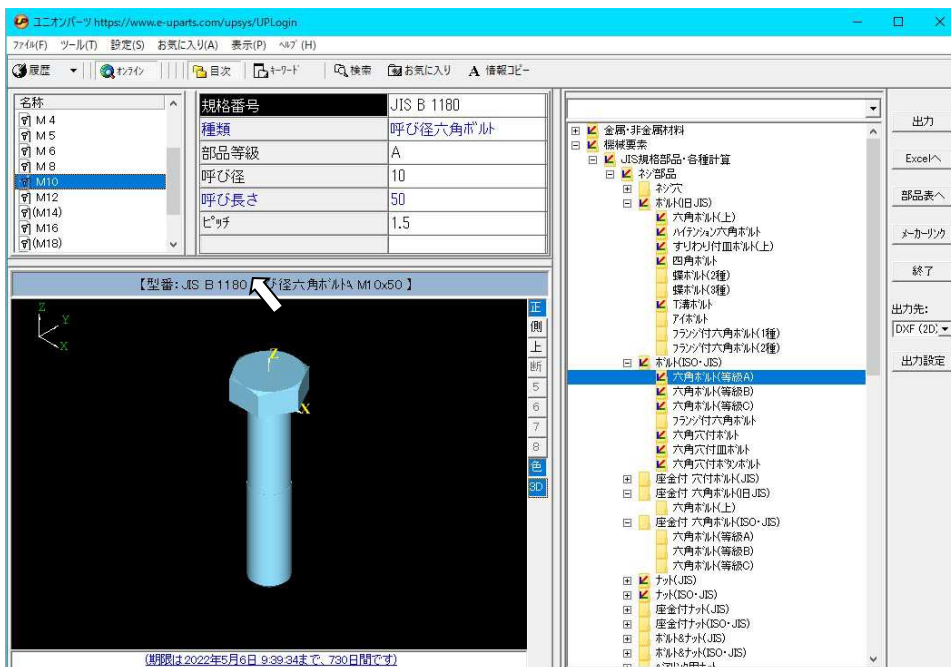 ユニオンパーツ https://www.e-uparts.com/upsys/UPLogin
ファイル(F) ツール(T) 設定(S) お気に入り(A) 表示(P) ヘルプ(H)
履歴 オンライン 目次 キーワード 検索 お気に入り A 情報コピー
名称
M 4
M 5
M 6
M 8
M10
M12
(M14)
M16
(M18)
規格番号 JIS B 1180
種類 呼び径六角ボルト
部品等級 A
呼び径 10
呼び長さ 50
ピッチ 1.5
【型番:JIS B 1180 び径六角ボルトA M10x50 】
Z
Y
X
Z
X
正
側
上
断
5
6
7
8
色
3D
(期限は2022年5月6日 9:39:34まで、730日間です)
金属・非金属材料
機械要素
JIS規格部品・各種計算
ネジ部品
ネジ穴
ボルト(旧JIS)
六角ボルト(上)
ハイテンション六角ボルト
すりわり付皿ボルト(上)
四角ボルト
蝶ボルト(2種)
蝶ボルト(3種)
T溝ボルト
アイボルト
フランジ付六角ボルト(1種)
フランジ付六角ボルト(2種)
ボルト(ISO・JIS)
六角ボルト(等級A)
六角ボルト(等級B)
六角ボルト(等級C)
フランジ付六角ボルト
六角穴付ボルト
六角穴付皿ボルト
六角穴付ボタンボルト
座金付 穴付ボルト(JIS)
座金付 六角ボルト(旧JIS)
六角ボルト(上)
座金付 六角ボルト(ISO・JIS)
六角ボルト(等級A)
六角ボルト(等級B)
六角ボルト(等級C)
ナット(JIS)
ナット(ISO・JIS)
座金付ナット(JIS)
座金付ナット(ISO・JIS)
ボルト&ナット(JIS)
ボルト&ナット(ISO・JIS)
出力
Excelへ
部品表へ
メーカーリンク
終了
出力先:
DXF (2D)
出力設定